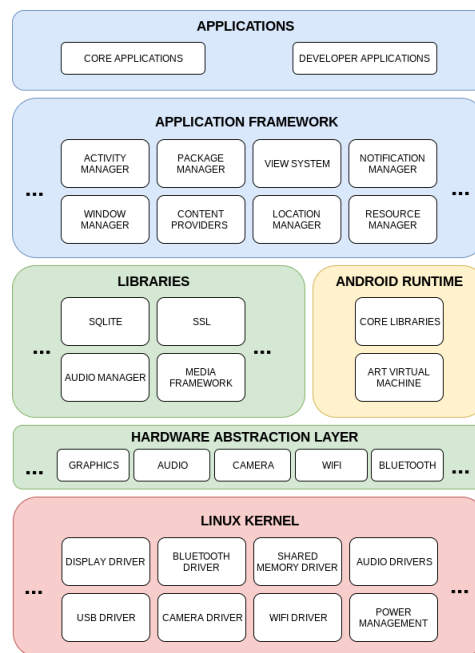 APPLICATIONS
CORE APPLICATIONS
DEVELOPER APPLICATIONS
APPLICATION FRAMEWORK
ACTIVITY
MANAGER
PACKAGE
MANAGER
VIEW SYSTEM
NOTIFICATION
MANAGER
...
...
WINDOW
MANAGER
CONTENT
PROVIDERS
LOCATION
MANAGER
RESOURCE
MANAGER
LIBRARIES
SQLITE
SSL
...
...
AUDIO MANAGER
MEDIA
FRAMEWORK
ANDROID RUNTIME
CORE LIBRARIES
ART VIRTUAL
MACHINE
HARDWARE ABSTRACTION LAYER
...
GRAPHICS
AUDIO
CAMERA
WIFI
BLUETOOTH
...
LINUX KERNEL
DISPLAY DRIVER
BLUETOOTH
DRIVER
SHARED
MEMORY DRIVER
AUDIO DRIVERS
...
...
USB DRIVER
CAMERA DRIVER
WIFI DRIVER
POWER
MANAGEMENT